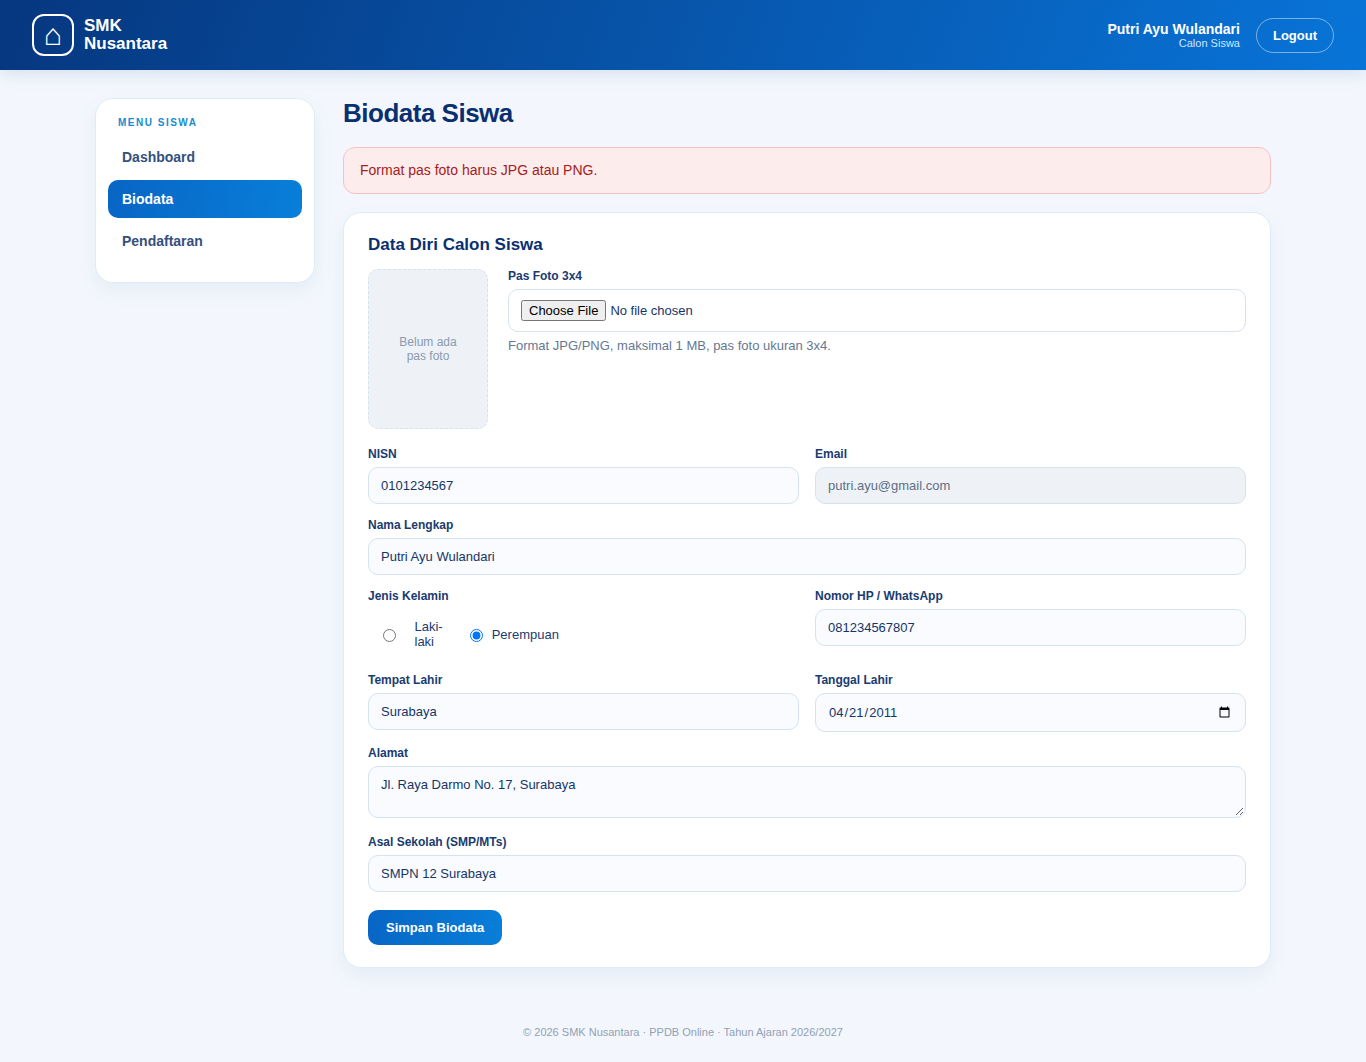 SMK
Nusantara
Putri Ayu Wulandari
Calon Siswa
Logout
MENU SISWA
Dashboard
Biodata
Pendaftaran
Biodata Siswa
Format pas foto harus JPG atau PNG.
Data Diri Calon Siswa
Belum ada
pas foto
Pas Foto 3x4
Choose File No file chosen
Format JPG/PNG, maksimal 1 MB, pas foto ukuran 3x4.
NISN
0101234567
Email
putri.ayu@gmail.com
Nama Lengkap
Putri Ayu Wulandari
Jenis Kelamin
Laki-
laki
Perempuan
Nomor HP / WhatsApp
081234567807
Tempat Lahir
Surabaya
Tanggal Lahir
04/21/2011
Alamat
Jl. Raya Darmo No. 17, Surabaya
Asal Sekolah (SMP/MTs)
SMPN 12 Surabaya
Simpan Biodata
© 2026 SMK Nusantara · PPDB Online · Tahun Ajaran 2026/2027